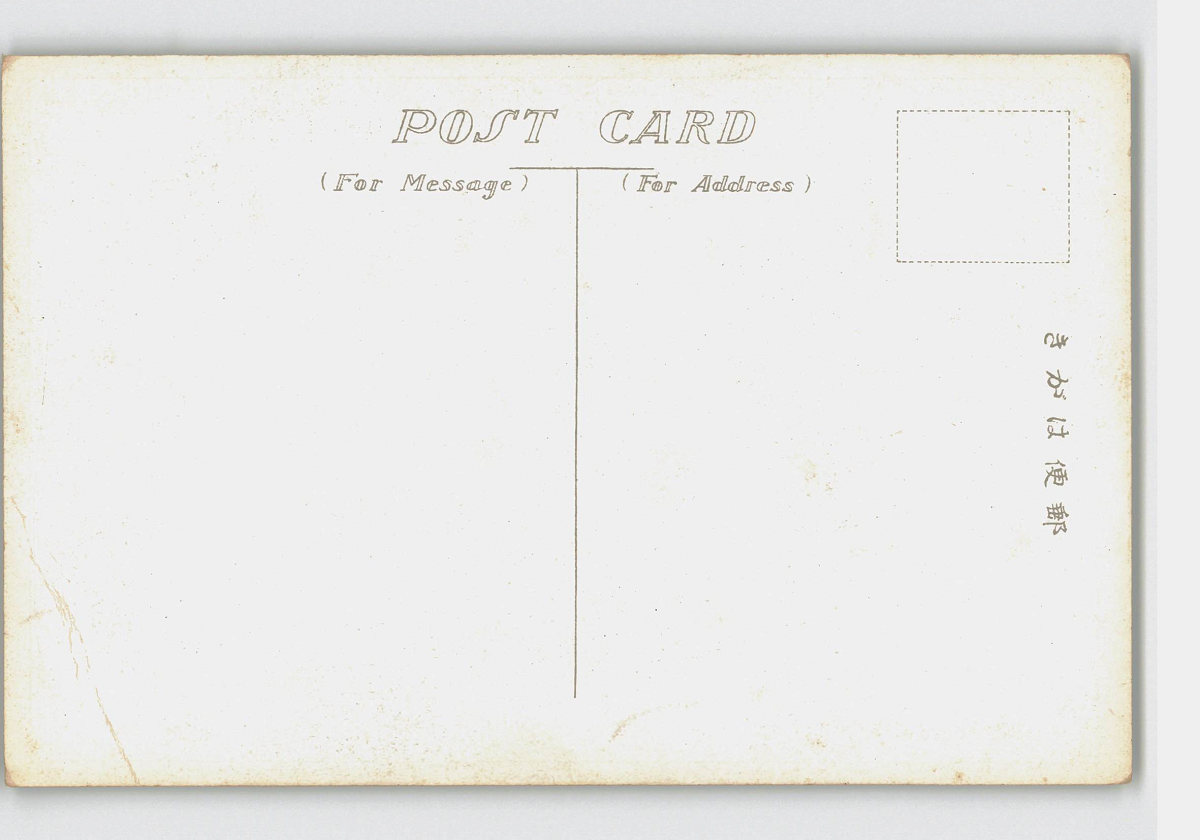 POST CARD
(For Message)
(For Address)
郵便はがき